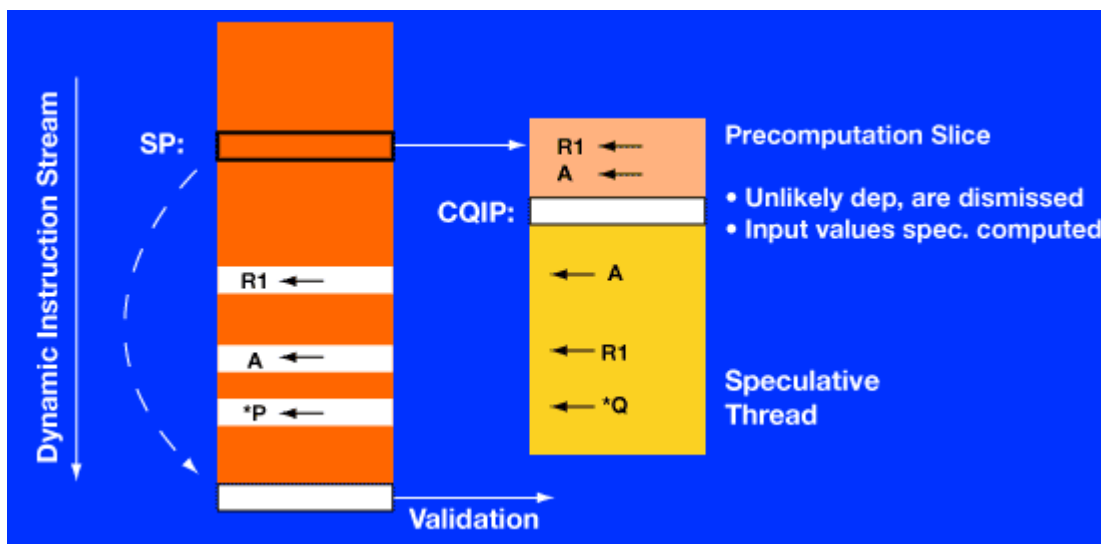 Dynamic Instruction Stream
SP:
R1
A
*P
Validation
R1
A
CQIP:
A
R1
*Q
Precomputation Slice
• Unlikely dep, are dismissed
• Input values spec. computed
Speculative
Thread